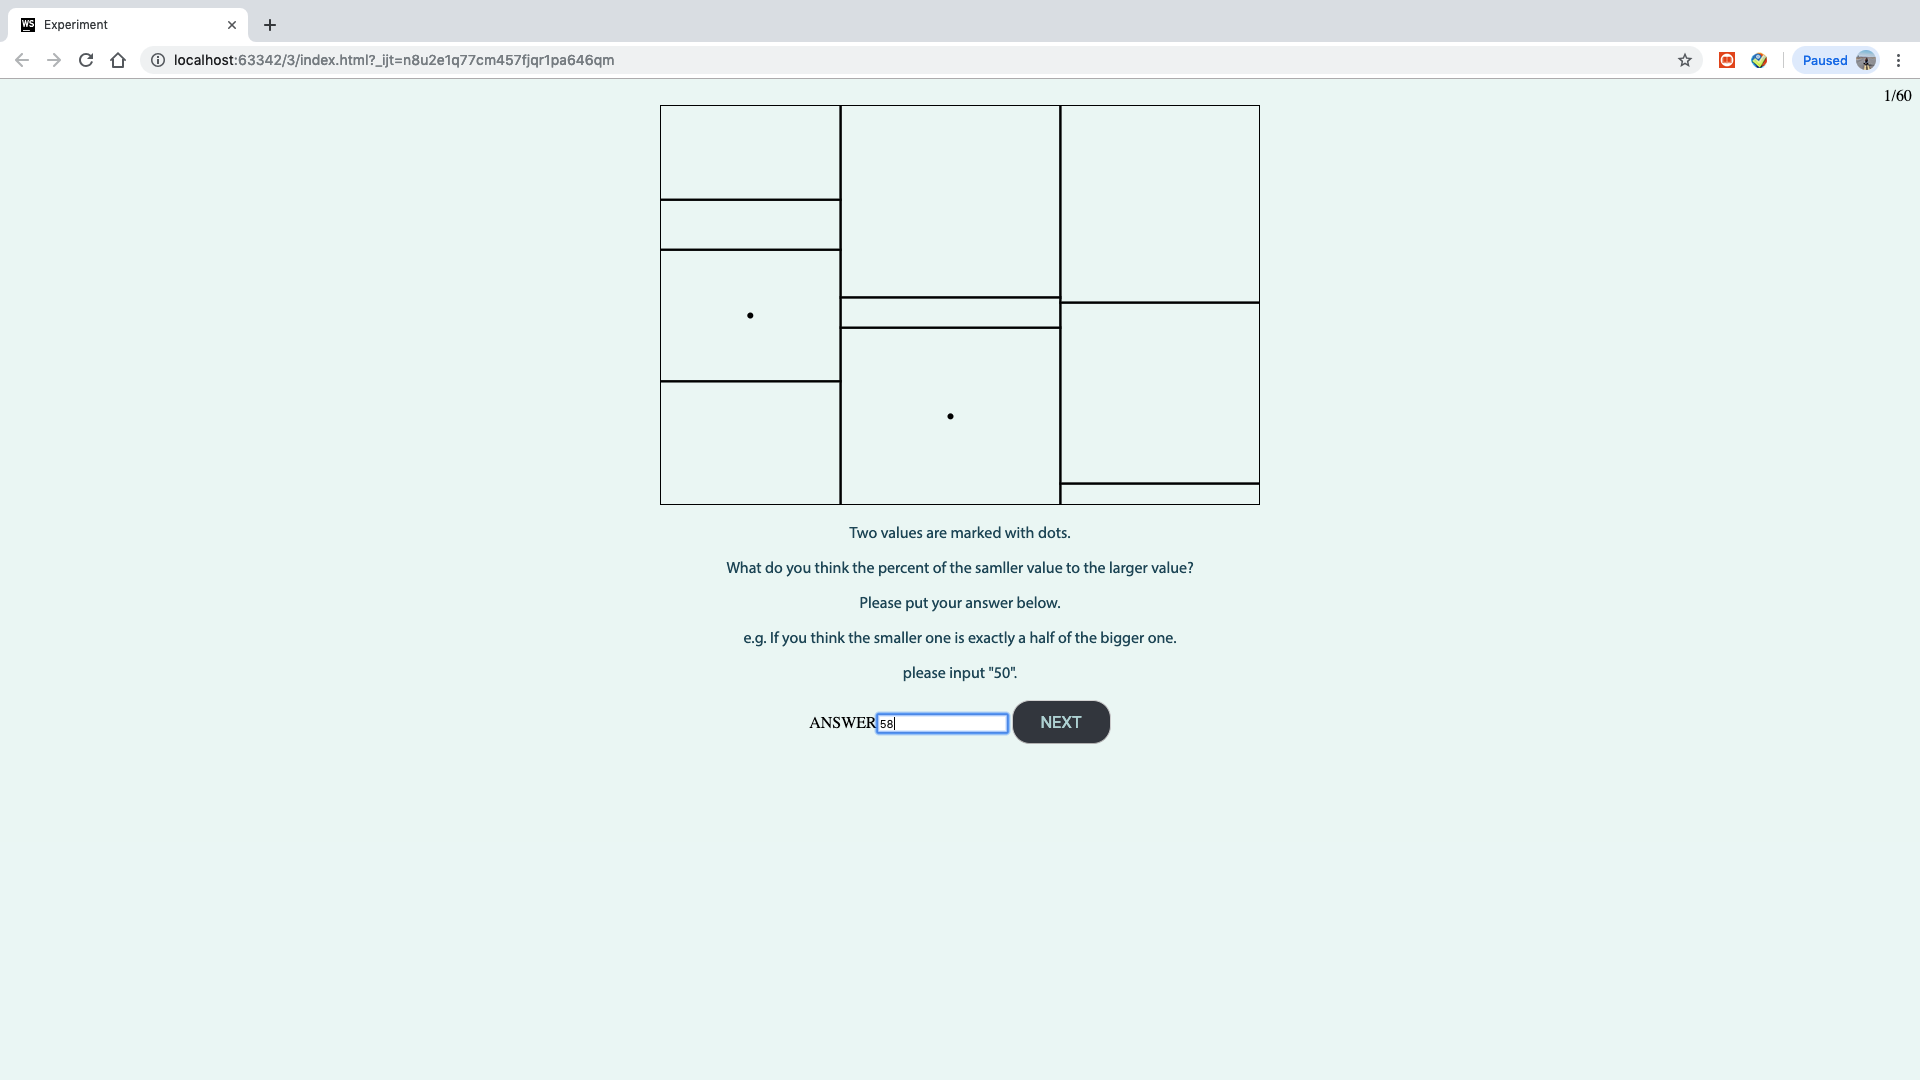 Experiment
localhost:63342/3/index.html?_ijt=n8u2e1q77cm457fjqr1pa646qm
Paused
1/60
Two values are marked with dots.
What do you think the percent of the samller value to the larger value?
Please put your answer below.
e.g. If you think the smaller one is exactly a half of the bigger one.
please input "50".
ANSWER 58 NEXT